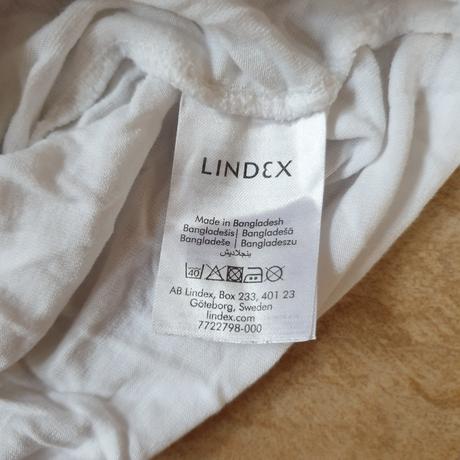 LINDEX
Made in Bangladesh
Bangladešis| Bangladešā
Bangladeše | Bangladeszu
بنجلاديش
40
AB Lindex, Box 233, 401 23
Göteborg, Sweden
lindex.com
7722798-000